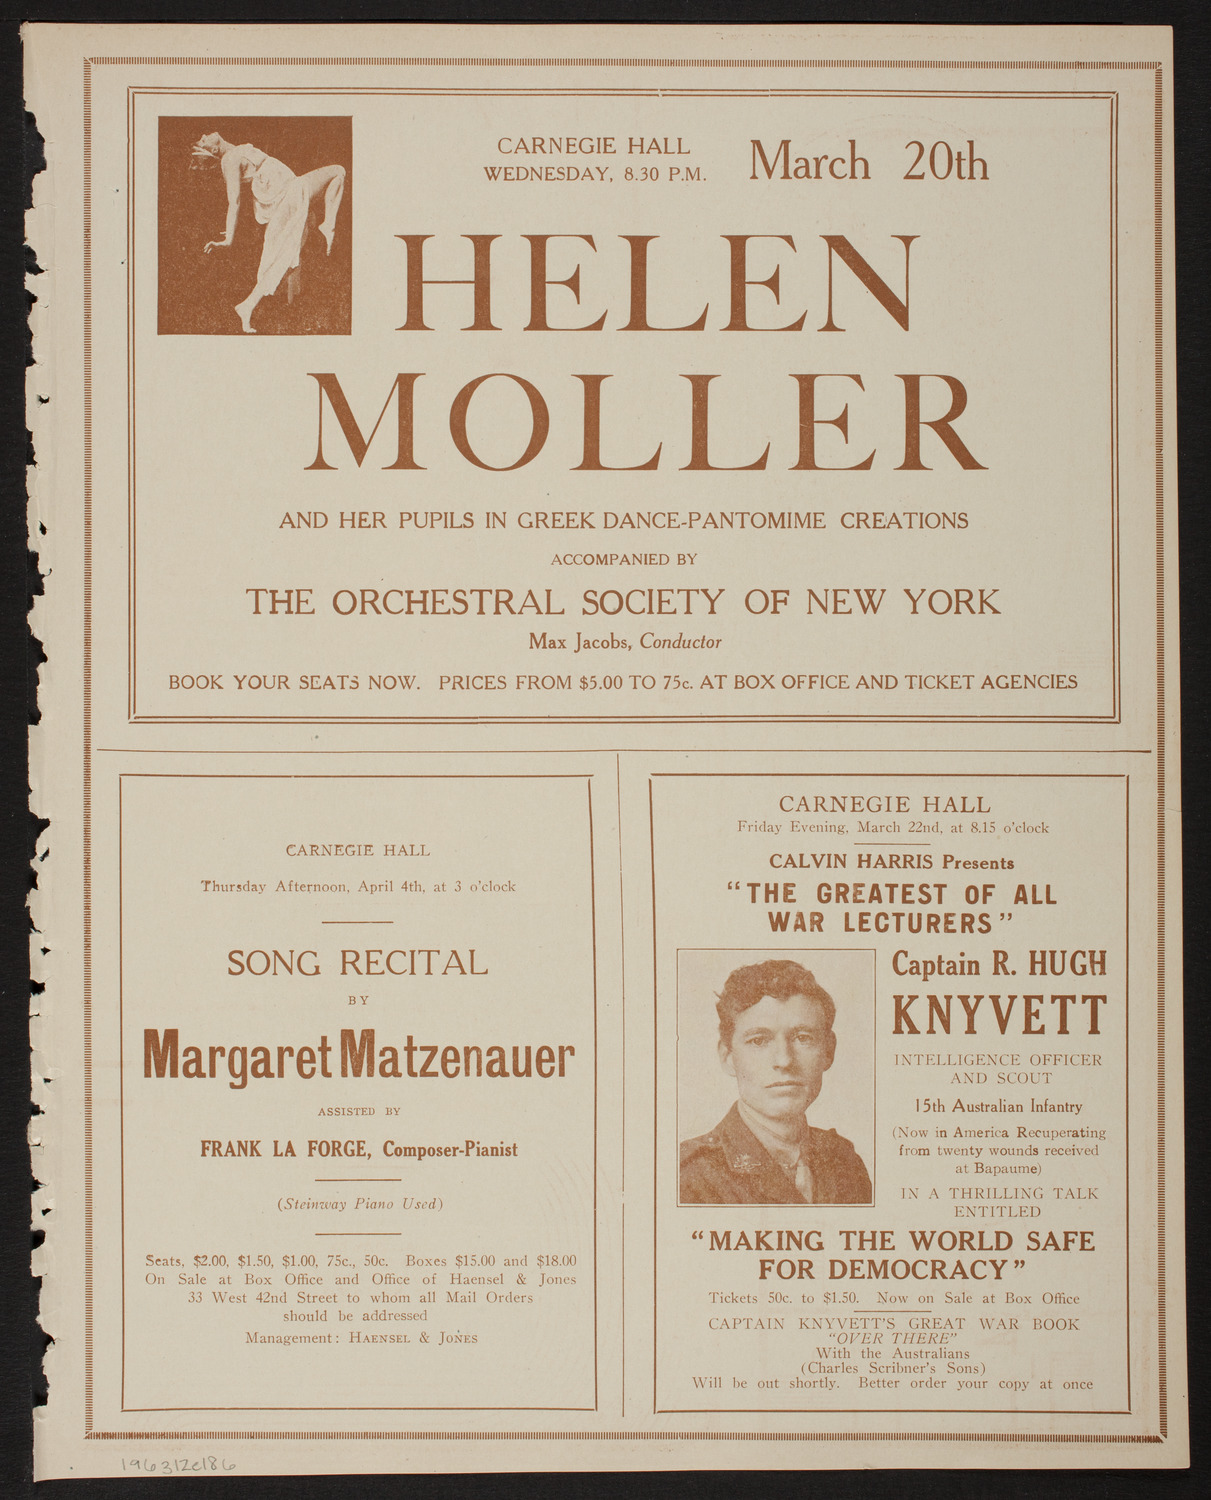 CARNEGIE HALL
WEDNESDAY, 8.30 P.M.
March 20th
HELEN
MOLLER
AND HER PUPILS IN GREEK DANCE-PANTOMIME CREATIONS
ACCOMPANIED BY
THE ORCHESTRAL SOCIETY OF NEW YORK
Max Jacobs, Conductor
BOOK YOUR SEATS NOW. PRICES FROM $5.00 TO 75c. AT BOX OFFICE AND TICKET AGENCIES
CARNEGIE HALL
Thursday Afternoon, April 4th, at 3 o'clock
SONG RECITAL
BY
Margaret Matzenauer
ASSISTED BY
FRANK LA FORGE, Composer-Pianist
(Steinway Piano Used)
Seats, $2.00, $1.50, $1.00, 75c., 50c. Boxes $15.00 and $18.00
On Sale at Box Office and Office of Haensel & Jones
33 West 42nd Street to whom all Mail Orders
should be addressed
Management: HAENSEL & JONES
CARNEGIE HALL
Friday Evening, March 22nd, at 8.15 o'clock
CALVIN HARRIS Presents
"THE GREATEST OF ALL
WAR LECTURERS"
Captain R. HUGH
KNYVETT
INTELLIGENCE OFFICER
AND SCOUT
15th Australian Infantry
(Now in America Recuperating
from twenty wounds received
at Bapaume)
IN A THRILLING TALK
ENTITLED
"MAKING THE WORLD SAFE
FOR DEMOCRACY"
Tickets 50c. to $1.50. Now on Sale at Box Office
CAPTAIN KNYVETT'S GREAT WAR BOOK
"OVER THERE"
With the Australians
(Charles Scribner's Sons)
Will be out shortly. Better order your copy at once
196312e186